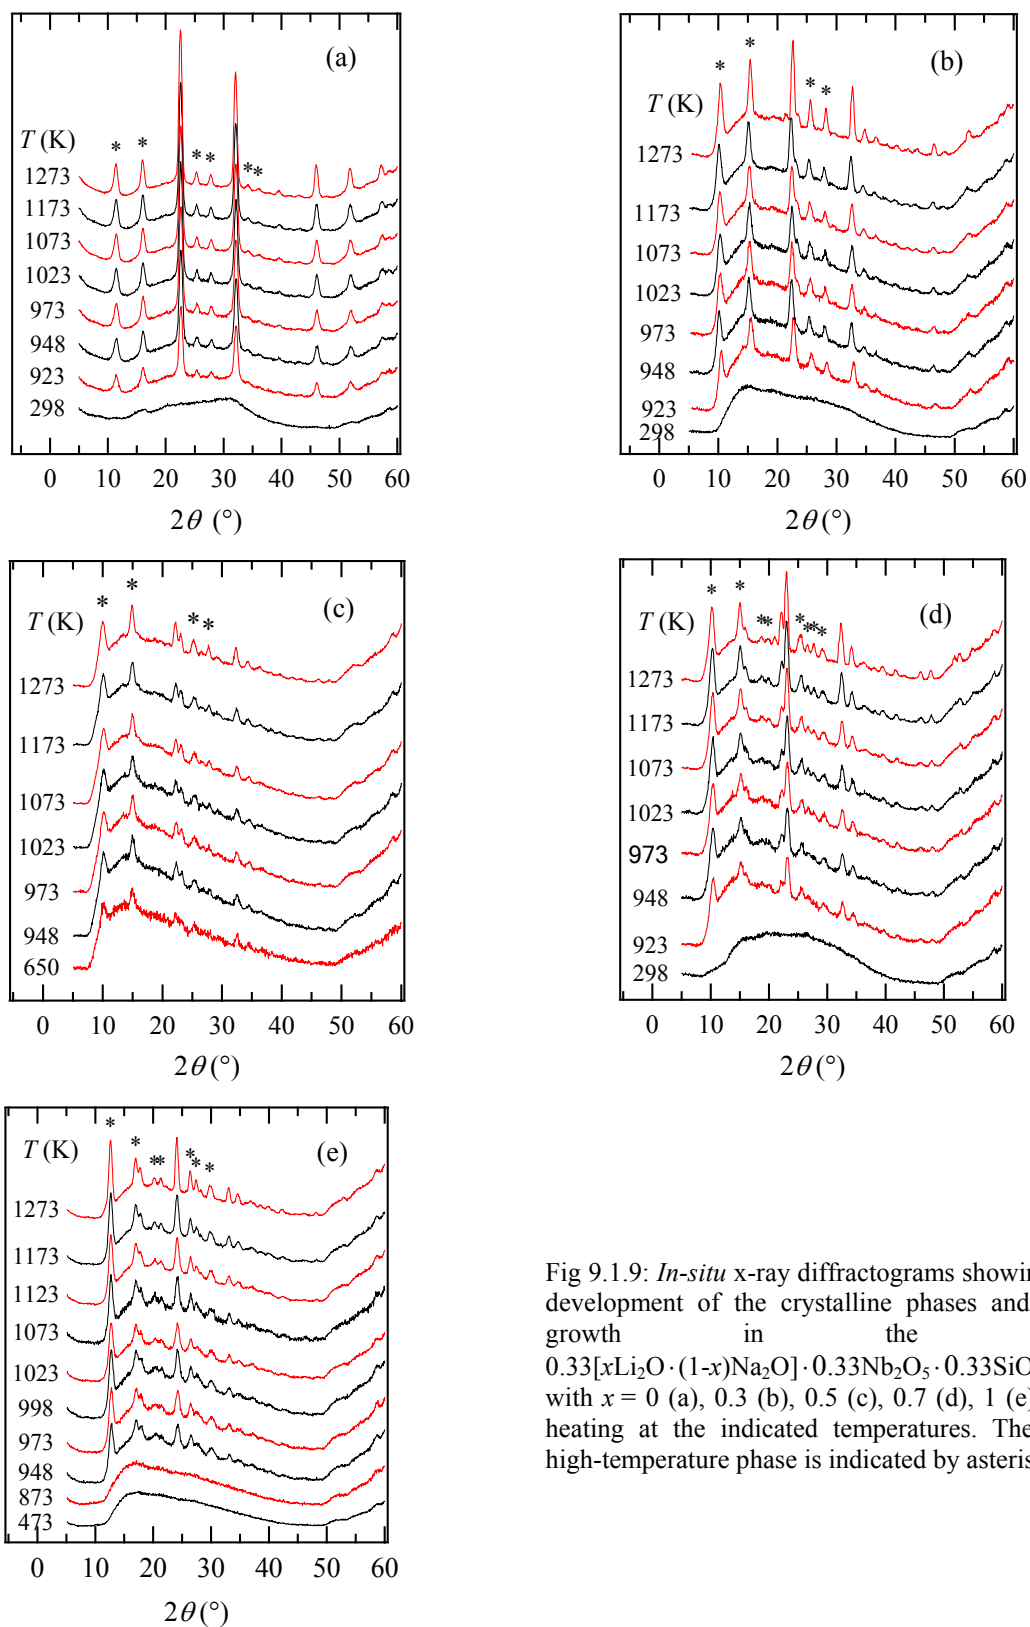 (a)
T (K)
* * ** **
1273
1173
1073
1023
973
948
923
298
0 10 20 30 40 50 60
2θ (°)
(b)
T (K)
* * * *
1273
1173
1073
1023
973
948
923
298
0 10 20 30 40 50 60
2θ (°)
(c)
T (K)
* * * *
1273
1173
1073
1023
973
948
650
0 10 20 30 40 50 60
2θ (°)
(d)
T (K)
* * ** ****
1273
1173
1073
1023
973
948
923
298
0 10 20 30 40 50 60
2θ (°)
(e)
T (K)
* * ** ***
1273
1173
1123
1073
1023
998
973
948
873
473
0 10 20 30 40 50 60
2θ (°)
Fig 9.1.9: In-situ x-ray diffractograms showin
development of the crystalline phases and
growth in the
0.33[xLi₂O·(1-x)Na₂O]·0.33Nb₂O₅·0.33SiO
with x = 0 (a), 0.3 (b), 0.5 (c), 0.7 (d), 1 (e)
heating at the indicated temperatures. The
high-temperature phase is indicated by asteris